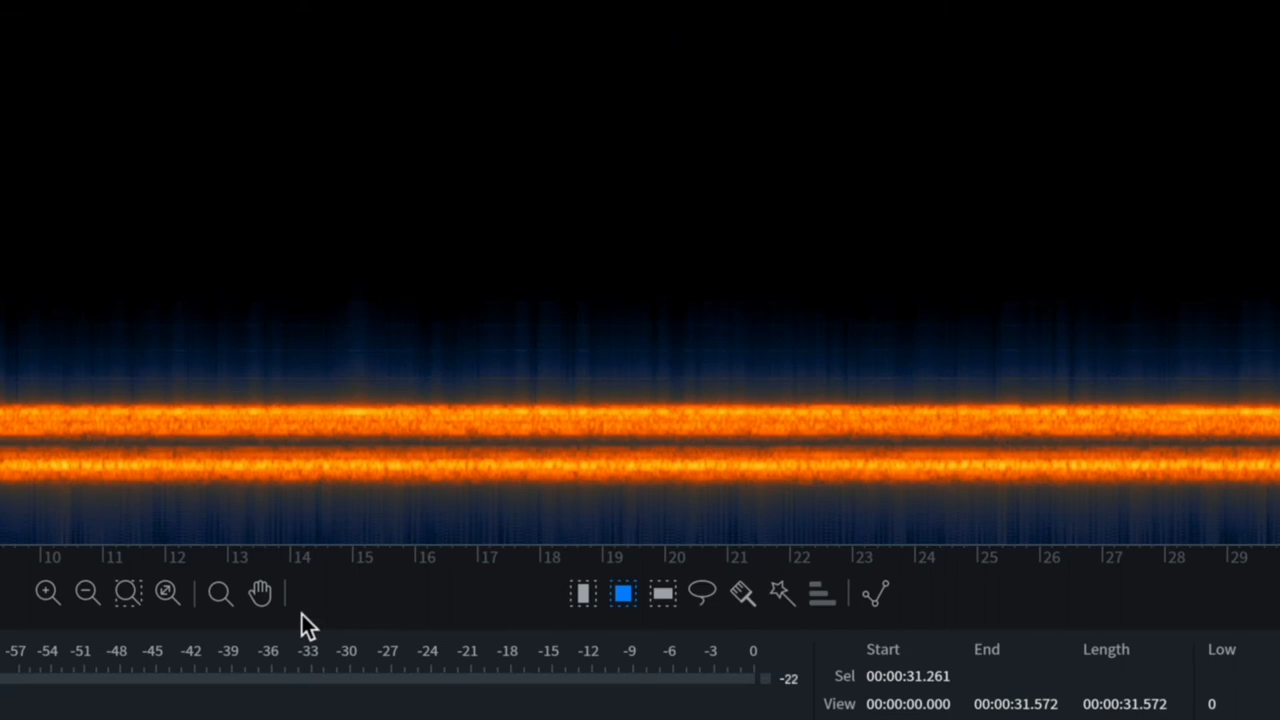 10 11 12 13 14 15 16 17 18 19 20 21 22 23 24 25 26 27 28 29
-57 -54 -51 -48 -45 -42 -39 -36 -33 -30 -27 -24 -21 -18 -15 -12 -9 -6 -3 0
-22
Start End Length Low
Sel 00:00:31.261
View 00:00:00.000 00:00:31.572 00:00:31.572 0